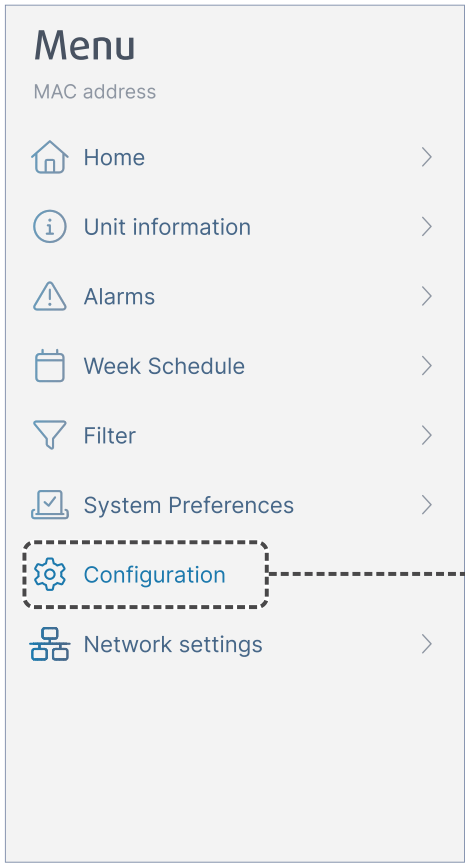 Menu
MAC address
Home
Unit information
Alarms
Week Schedule
Filter
System Preferences
Configuration
Network settings